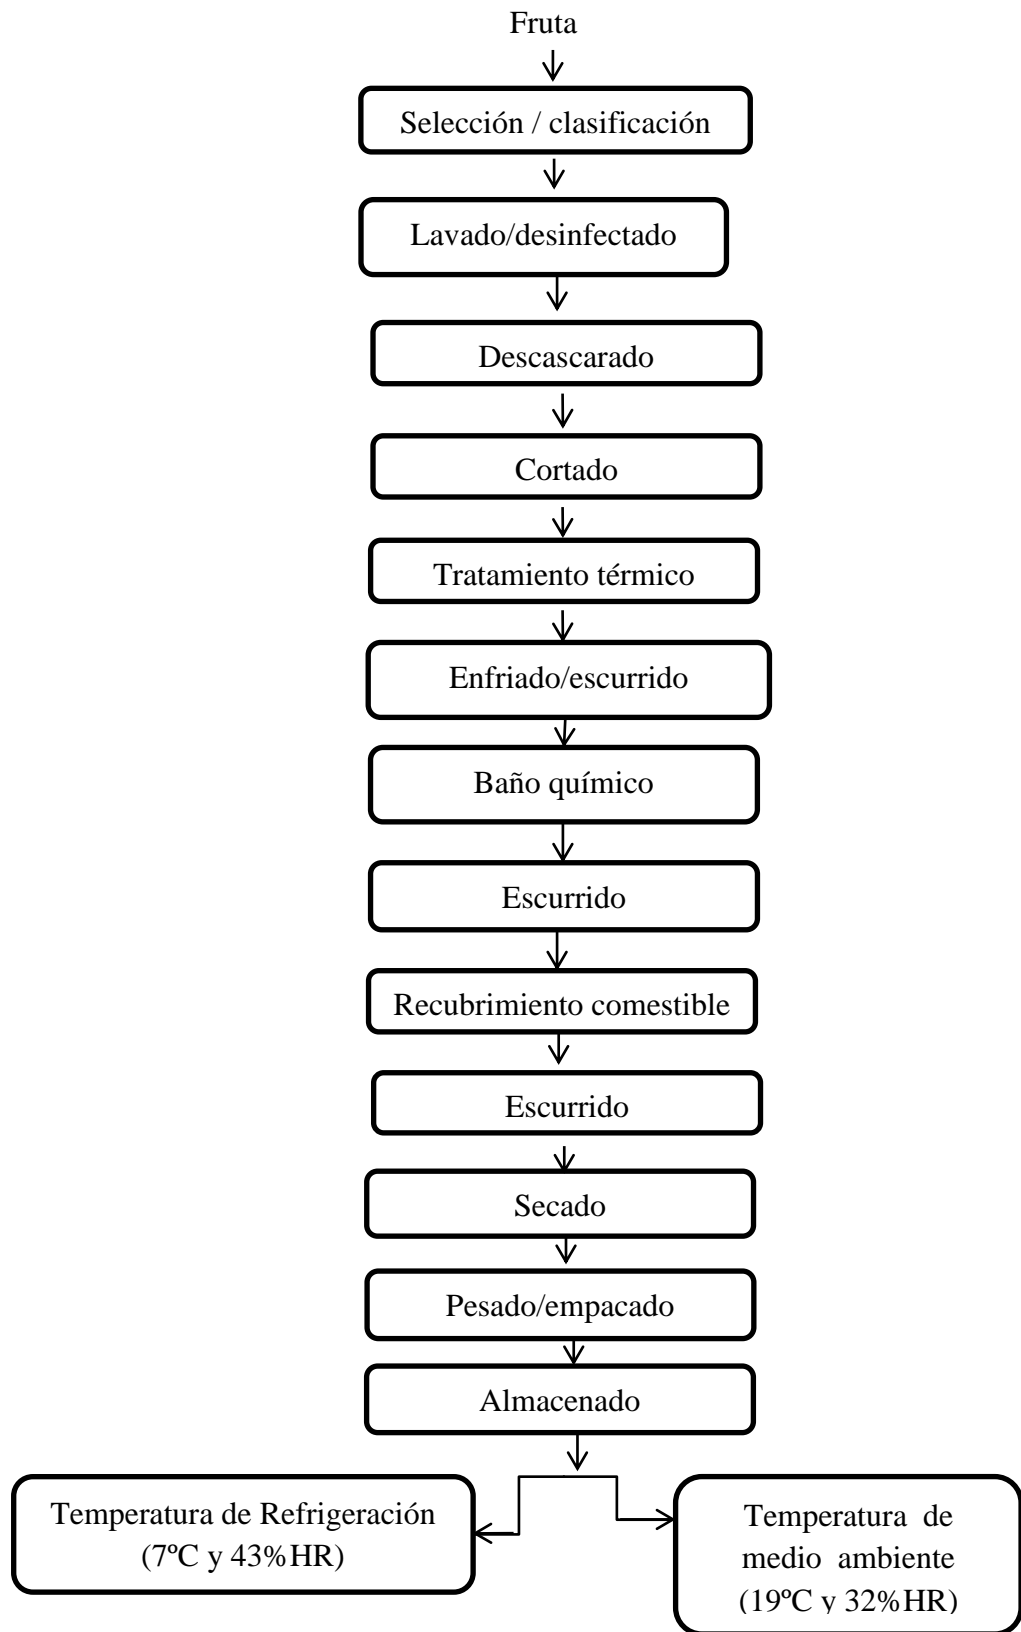 Fruta
Selección / clasificación
Lavado/desinfectado
Descascarado
Cortado
Tratamiento térmico
Enfriado/escurrido
Baño químico
Escurrido
Recubrimiento comestible
Escurrido
Secado
Pesado/empacado
Almacenado
Temperatura de Refrigeración
(7ºC y 43%HR)
Temperatura de
medio ambiente
(19ºC y 32%HR)